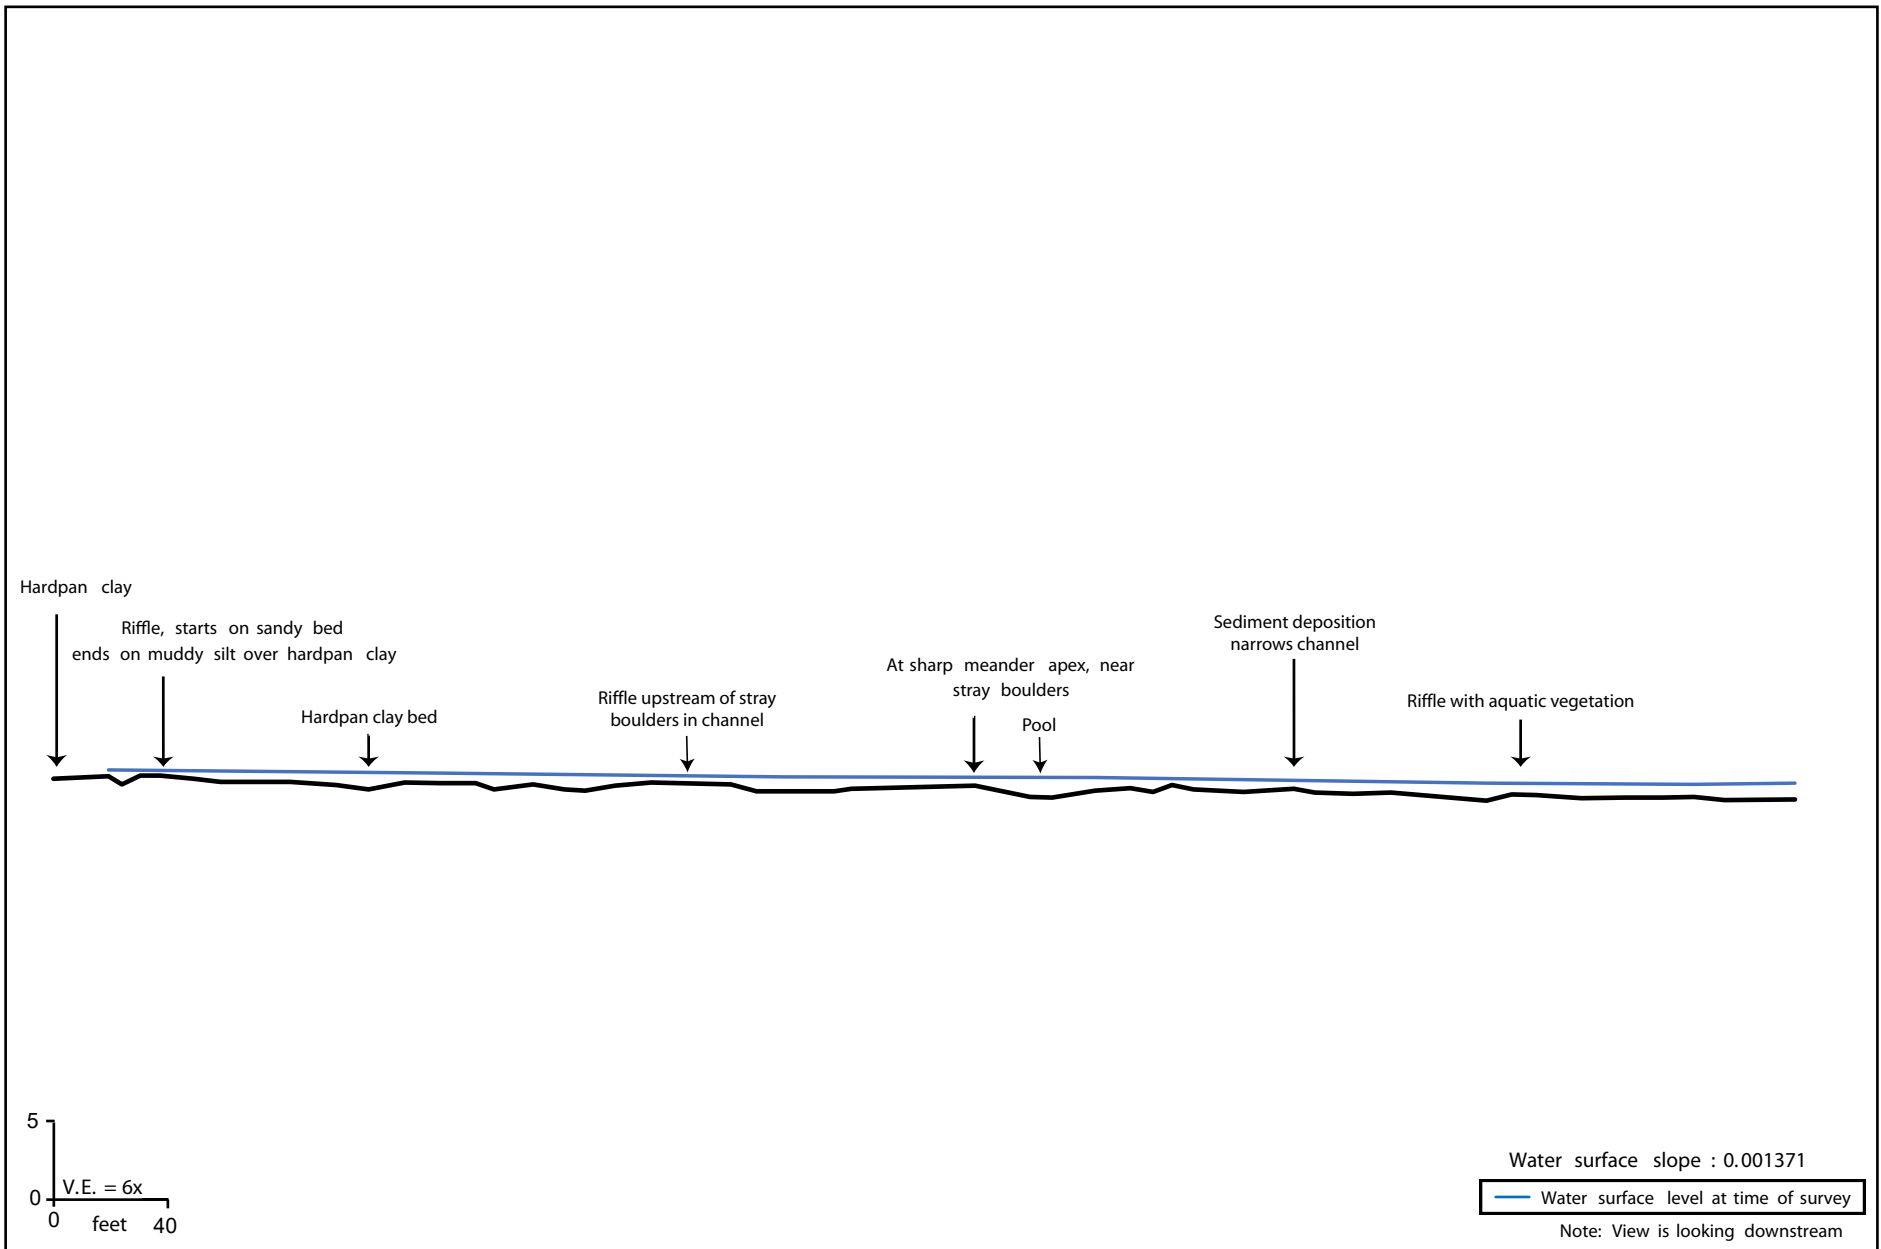 Hardpan clay
Riffle, starts on sandy bed
ends on muddy silt over hardpan clay
Hardpan clay bed
Riffle upstream of stray
boulders in channel
At sharp meander apex, near
stray boulders
Pool
Sediment deposition
narrows channel
Riffle with aquatic vegetation
5
V.E. = 6x
0
0 feet 40
Water surface slope : 0.001371
Water surface level at time of survey
Note: View is looking downstream